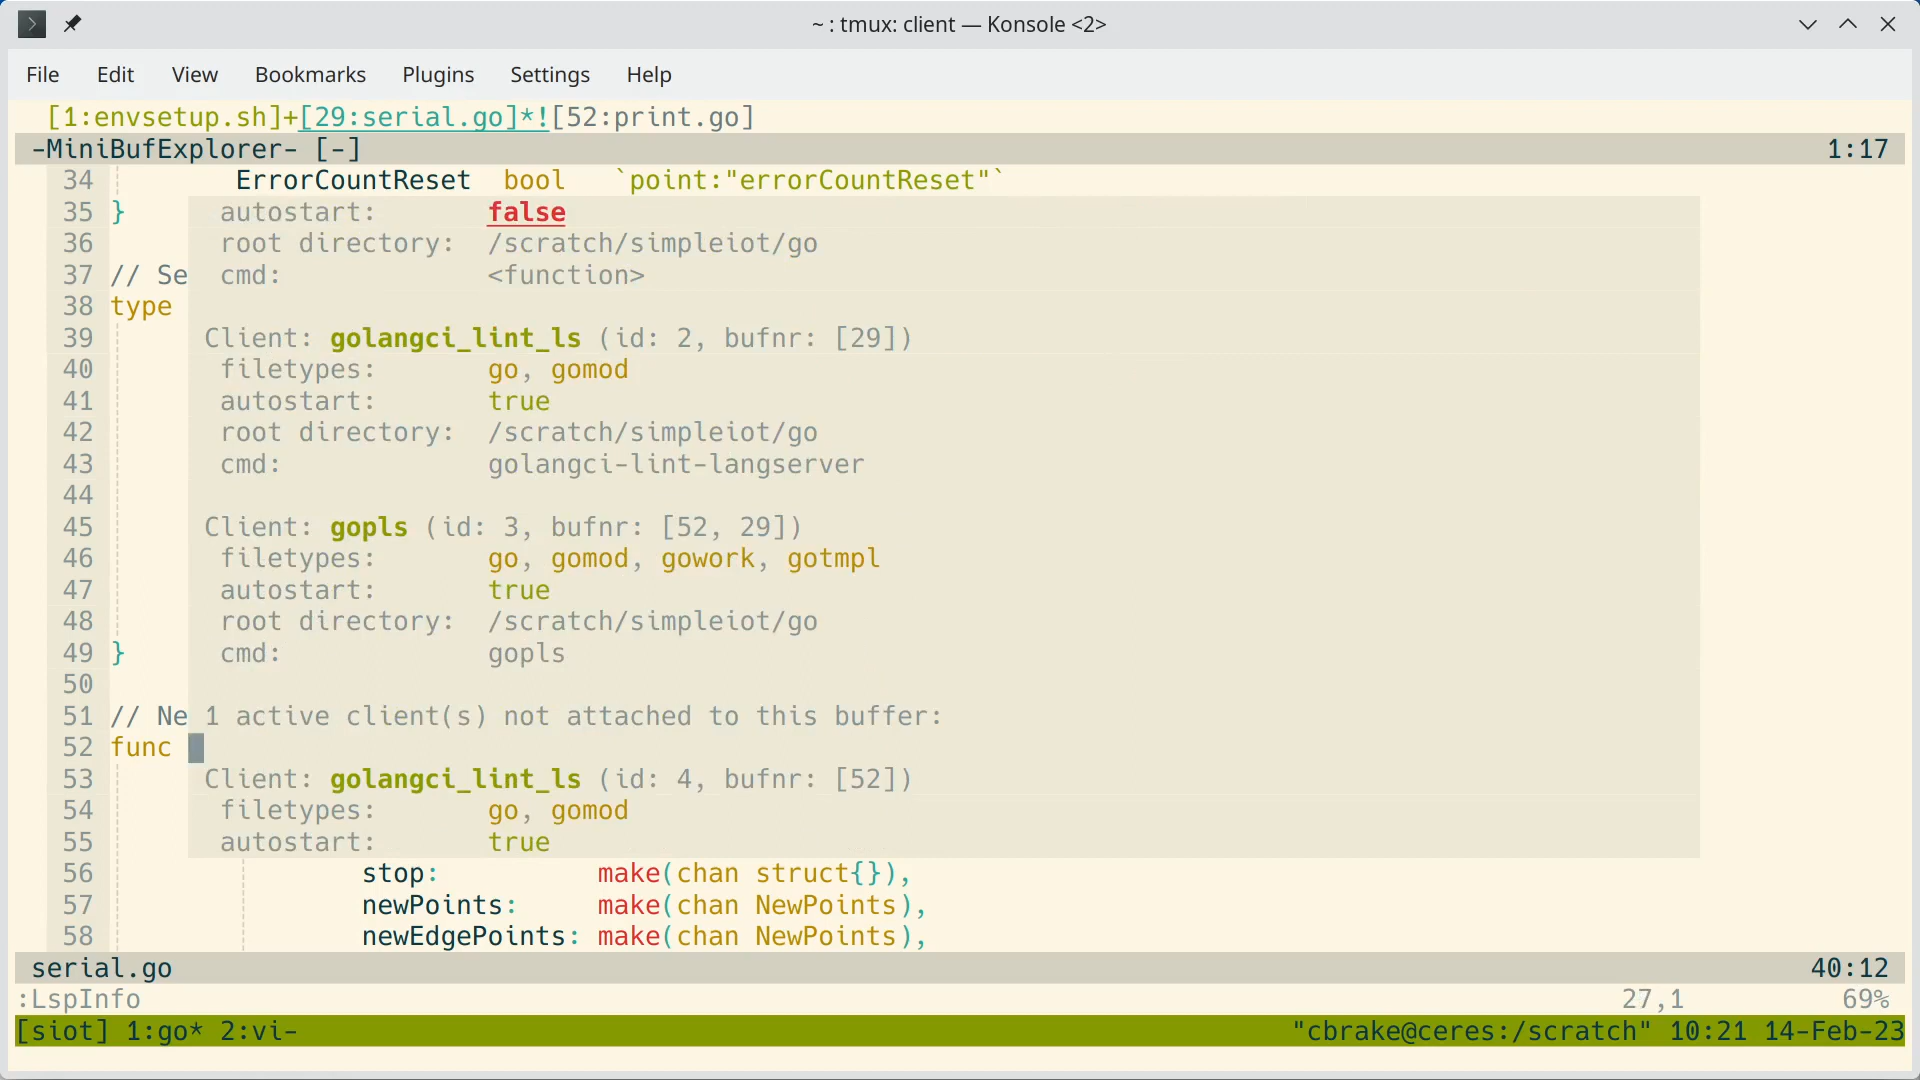 ~ : tmux: client — Konsole <2>
File Edit View Bookmarks Plugins Settings Help
[1:envsetup.sh]+[29:serial.go]*![52:print.go]
-MiniBufExplorer- [-] 1:17
34 ErrorCountReset bool `point:"errorCountReset"`
35 } autostart: false
36 root directory: /scratch/simpleiot/go
37 // Se cmd: <function>
38 type
39 Client: golangci_lint_ls (id: 2, bufnr: [29])
40 filetypes: go, gomod
41 autostart: true
42 root directory: /scratch/simpleiot/go
43 cmd: golangci-lint-langserver
44
45 Client: gopls (id: 3, bufnr: [52, 29])
46 filetypes: go, gomod, gowork, gotmpl
47 autostart: true
48 root directory: /scratch/simpleiot/go
49 } cmd: gopls
50
51 // Ne 1 active client(s) not attached to this buffer:
52 func
53 Client: golangci_lint_ls (id: 4, bufnr: [52])
54 filetypes: go, gomod
55 autostart: true
56 stop: make(chan struct{}),
57 newPoints: make(chan NewPoints),
58 newEdgePoints: make(chan NewPoints),
serial.go 40:12
:LspInfo 27,1 69%
[siot] 1:go* 2:vi- "cbrake@ceres:/scratch" 10:21 14-Feb-23